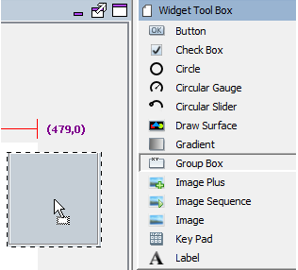 Widget Tool Box
Button
Check Box
Circle
(479,0)
Circular Gauge
Circular Slider
Draw Surface
Gradient
Group Box
Image Plus
Image Sequence
Image
Key Pad
Label